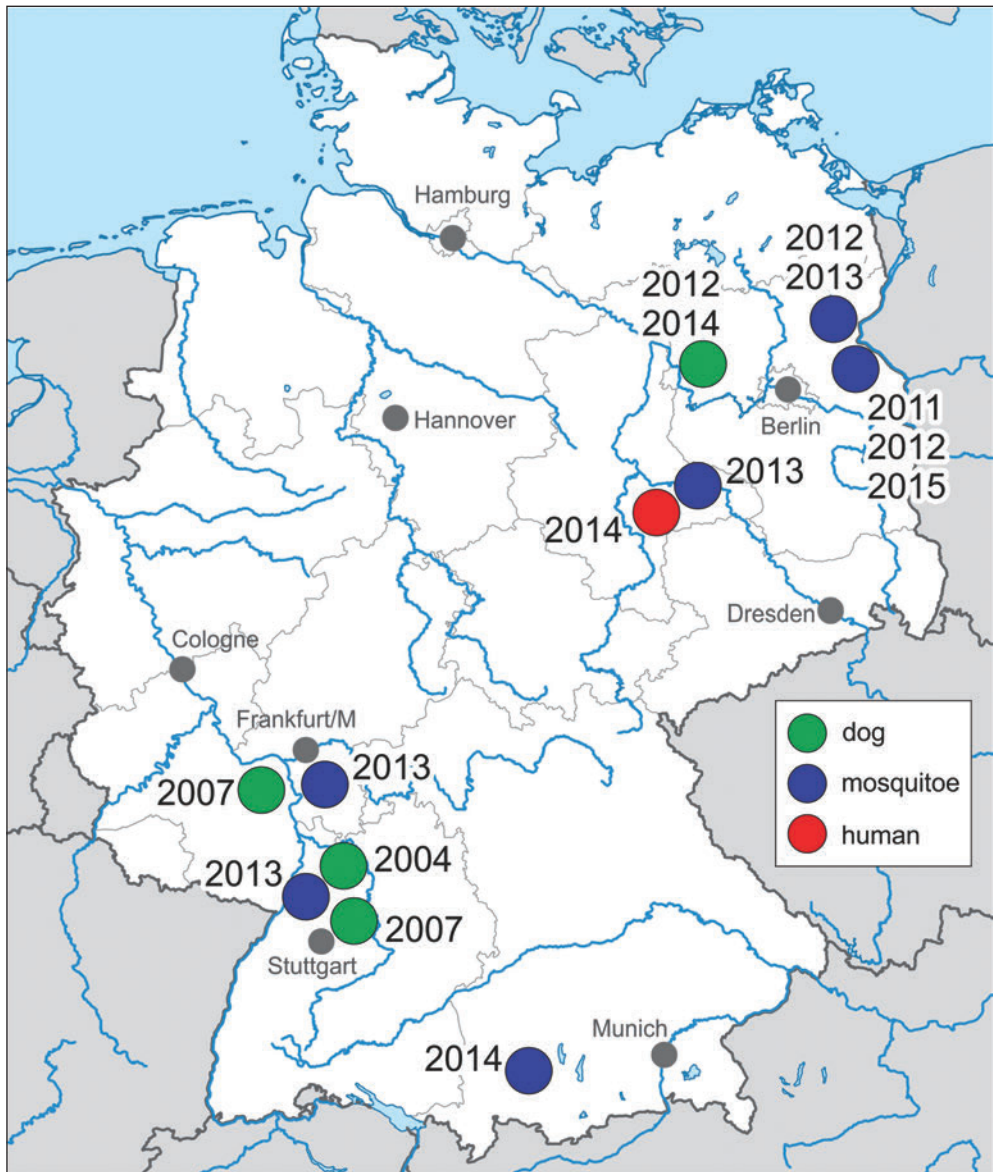 Hamburg
2012
2013
2012
2014
Hannover
Berlin
2011
2012
2015
2013
2014
Dresden
Cologne
Frankfurt/M
2013
2007
dog
mosquitoe
human
2004
2013
2007
Stuttgart
Munich
2014